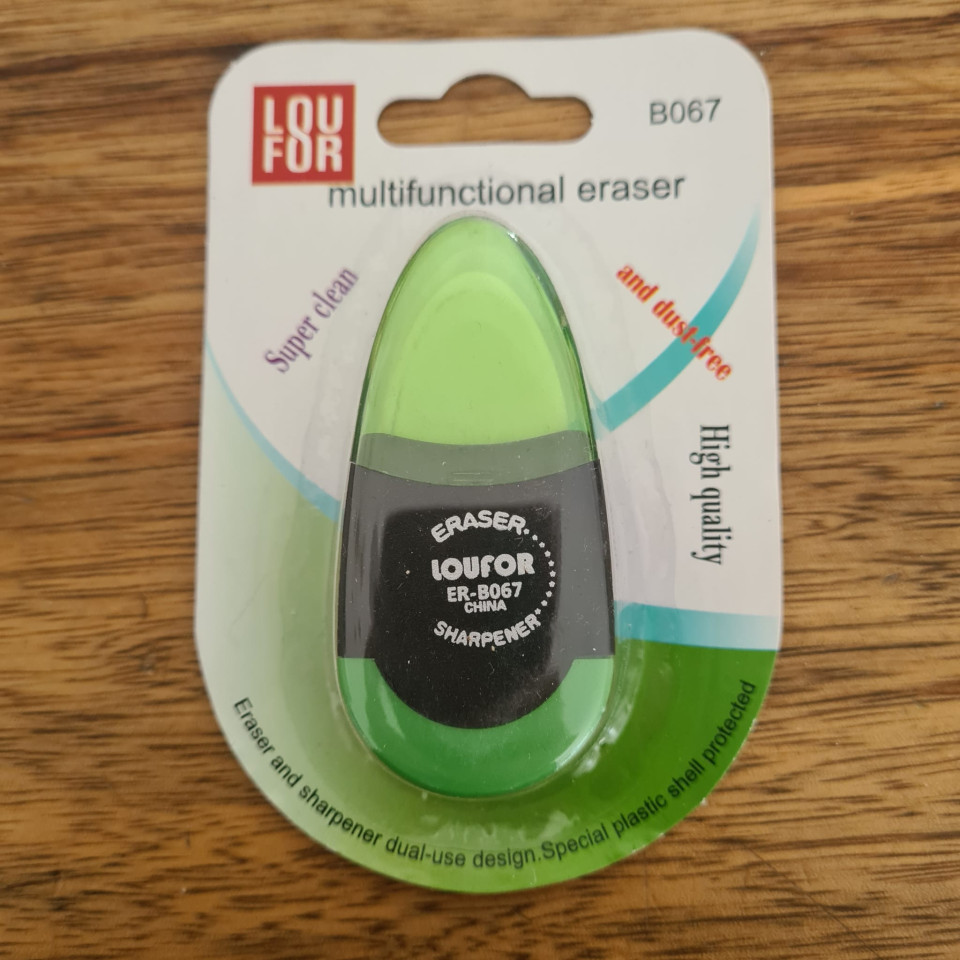 LOU
FOR
B067
multifunctional eraser
Super clean
and dust-free
High quality
ERASER
LOUFOR
ER-B067
CHINA
SHARPENER
Eraser and sharpener dual-use design.Special plastic shell protected